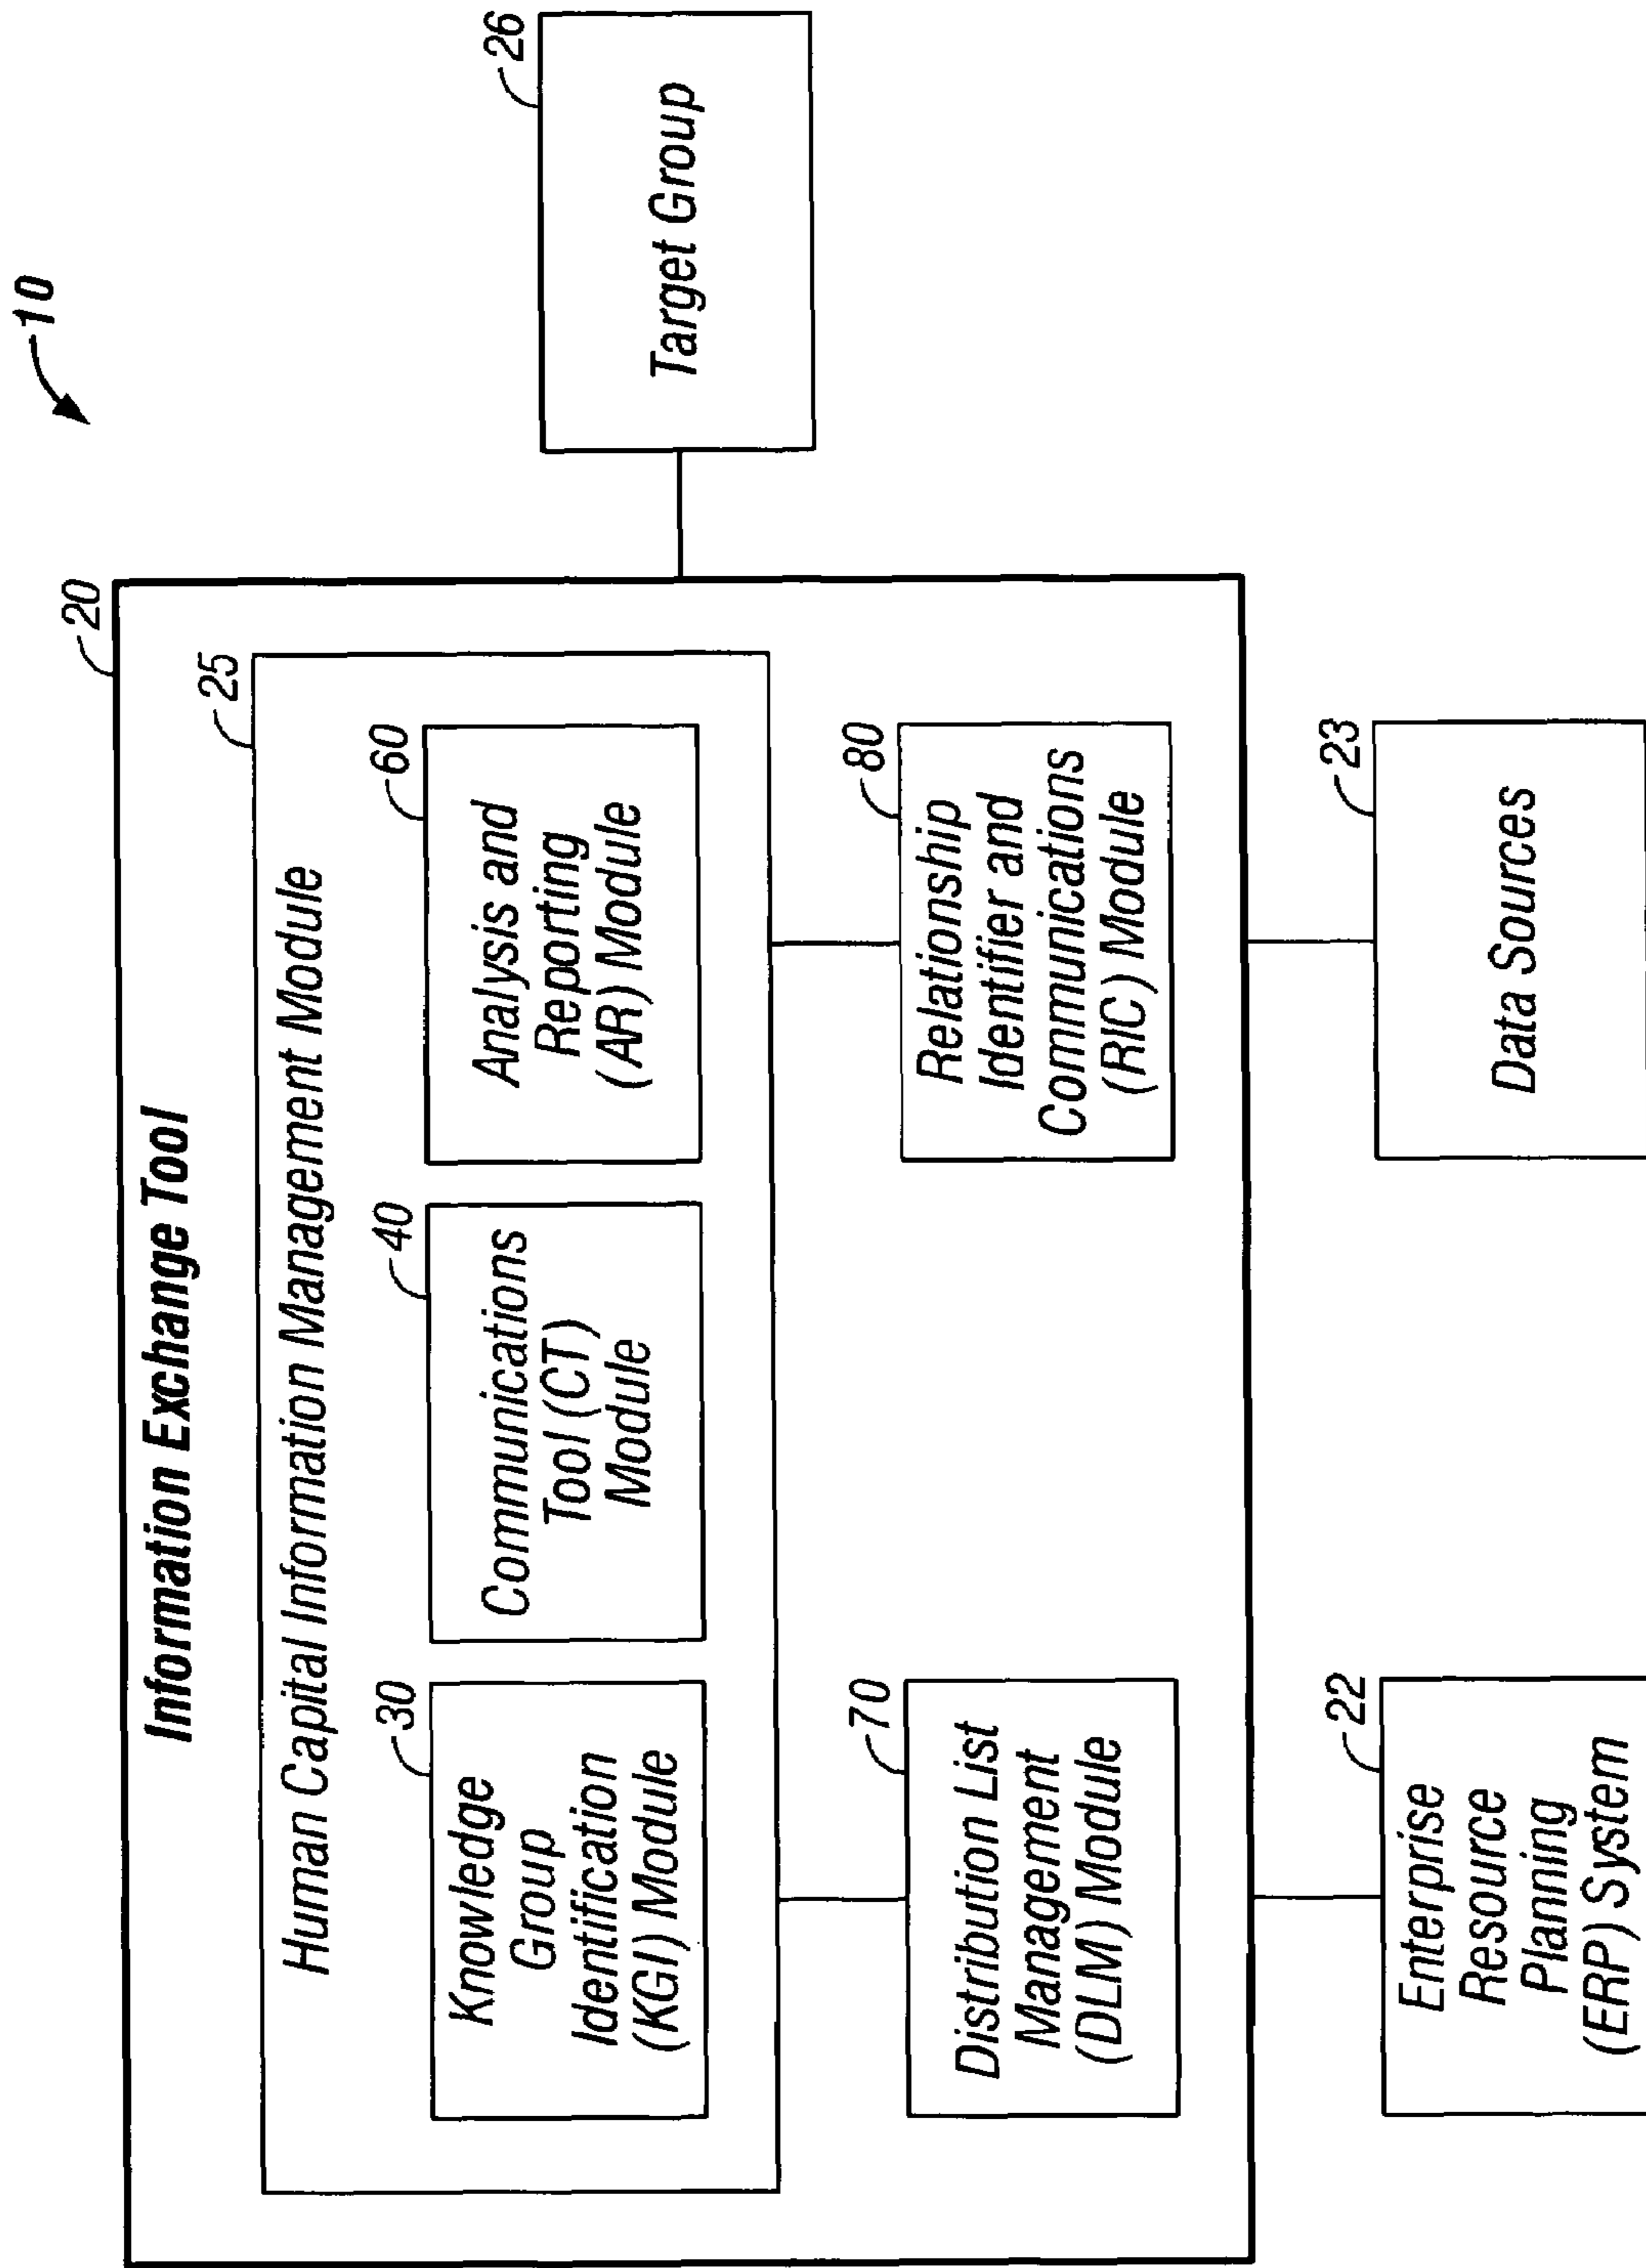 10
20
Information Exchange Tool
25
Human Capital Information Management Module
30
Knowledge
Group
Identification
(KGI) Module
40
Communications
Tool (CT)
Module
60
Analysis and
Reporting
(AR) Module
70
Distribution List
Management
(DLM) Module
80
Relationship
Identifier and
Communications
(RIC) Module
26
Target Group
22
Enterprise
Resource
Planning
(ERP) System
23
Data Sources